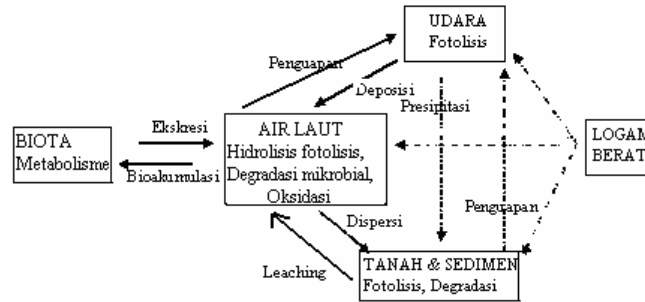 UDARA
Fotolisis
Penguapan
Deposisi
Presipitasi
Ekskresi
AIR LAUT
Hidrolisis fotolisis,
Degradasi mikrobial,
Oksidasi
BIOTA
Metabolisme
Bioakumulasi
LOGAM
BERAT
Penguapan
Dispersi
Leaching
TANAH & SEDIMEN
Fotolisis, Degradasi